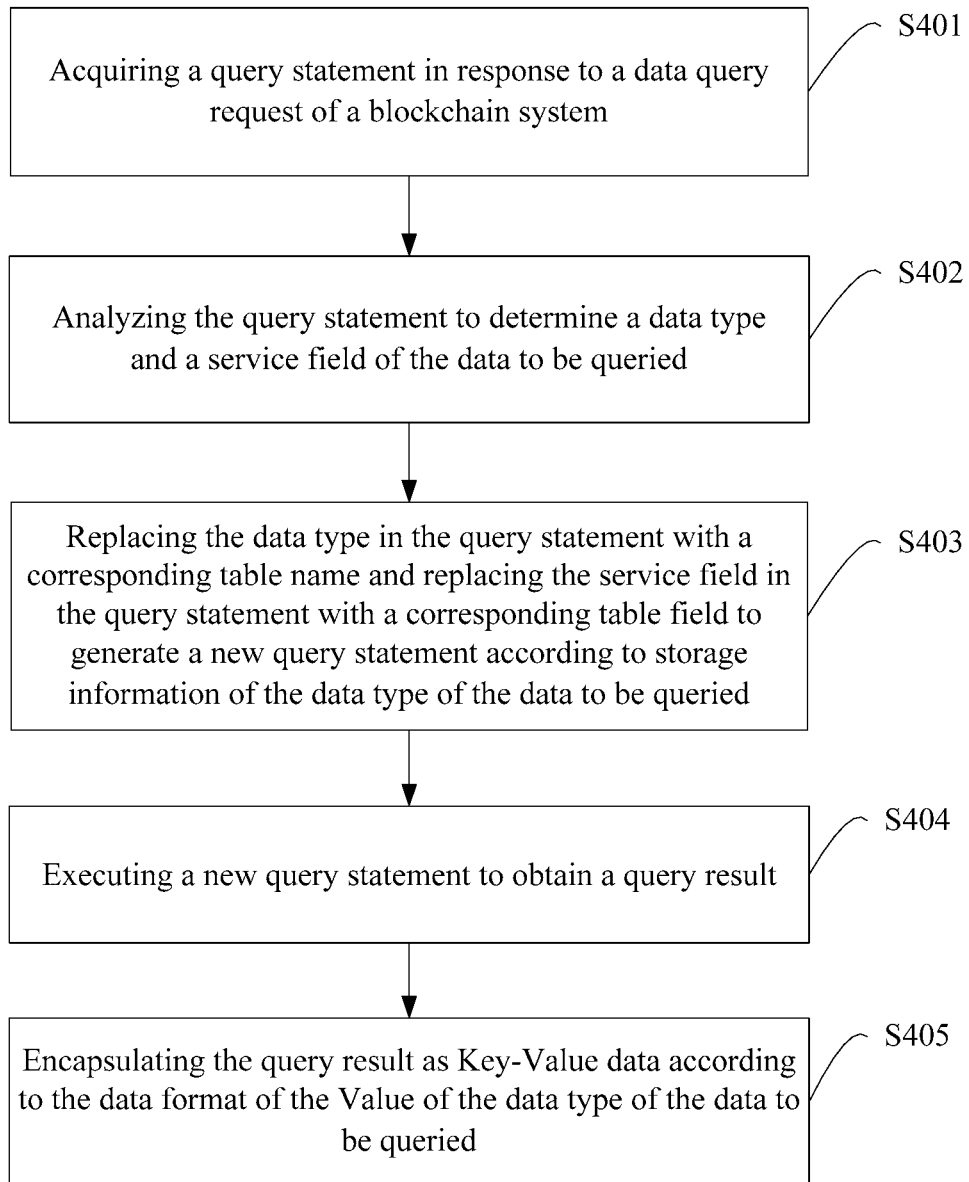 S401
Acquiring a query statement in response to a data query
request of a blockchain system
S402
Analyzing the query statement to determine a data type
and a service field of the data to be queried
S403
Replacing the data type in the query statement with a
corresponding table name and replacing the service field in
the query statement with a corresponding table field to
generate a new query statement according to storage
information of the data type of the data to be queried
S404
Executing a new query statement to obtain a query result
S405
Encapsulating the query result as Key-Value data according
to the data format of the Value of the data type of the data to
be queried